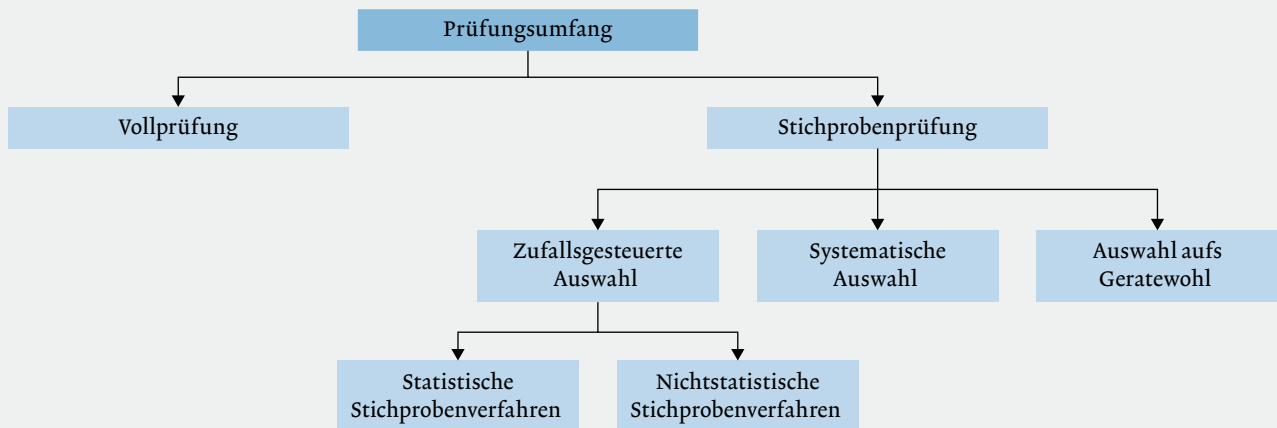 Prüfungsumfang
Vollprüfung
Stichprobenprüfung
Zufallsgesteuerte
Auswahl
Systematische
Auswahl
Auswahl aufs
Geratewohl
Statistische
Stichprobenverfahren
Nichtstatistische
Stichprobenverfahren